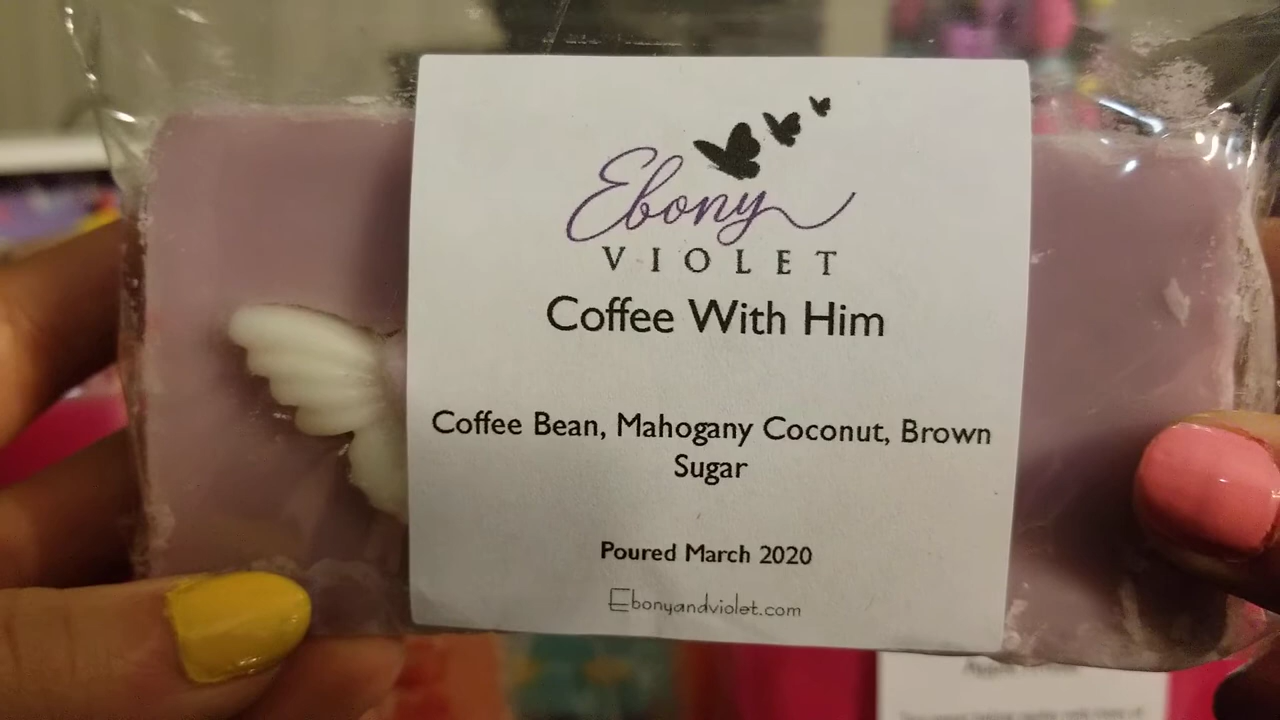 Ebony
VIOLET
Coffee With Him
Coffee Bean, Mahogany Coconut, Brown
Sugar
Poured March 2020
Ebonyandviolet.com